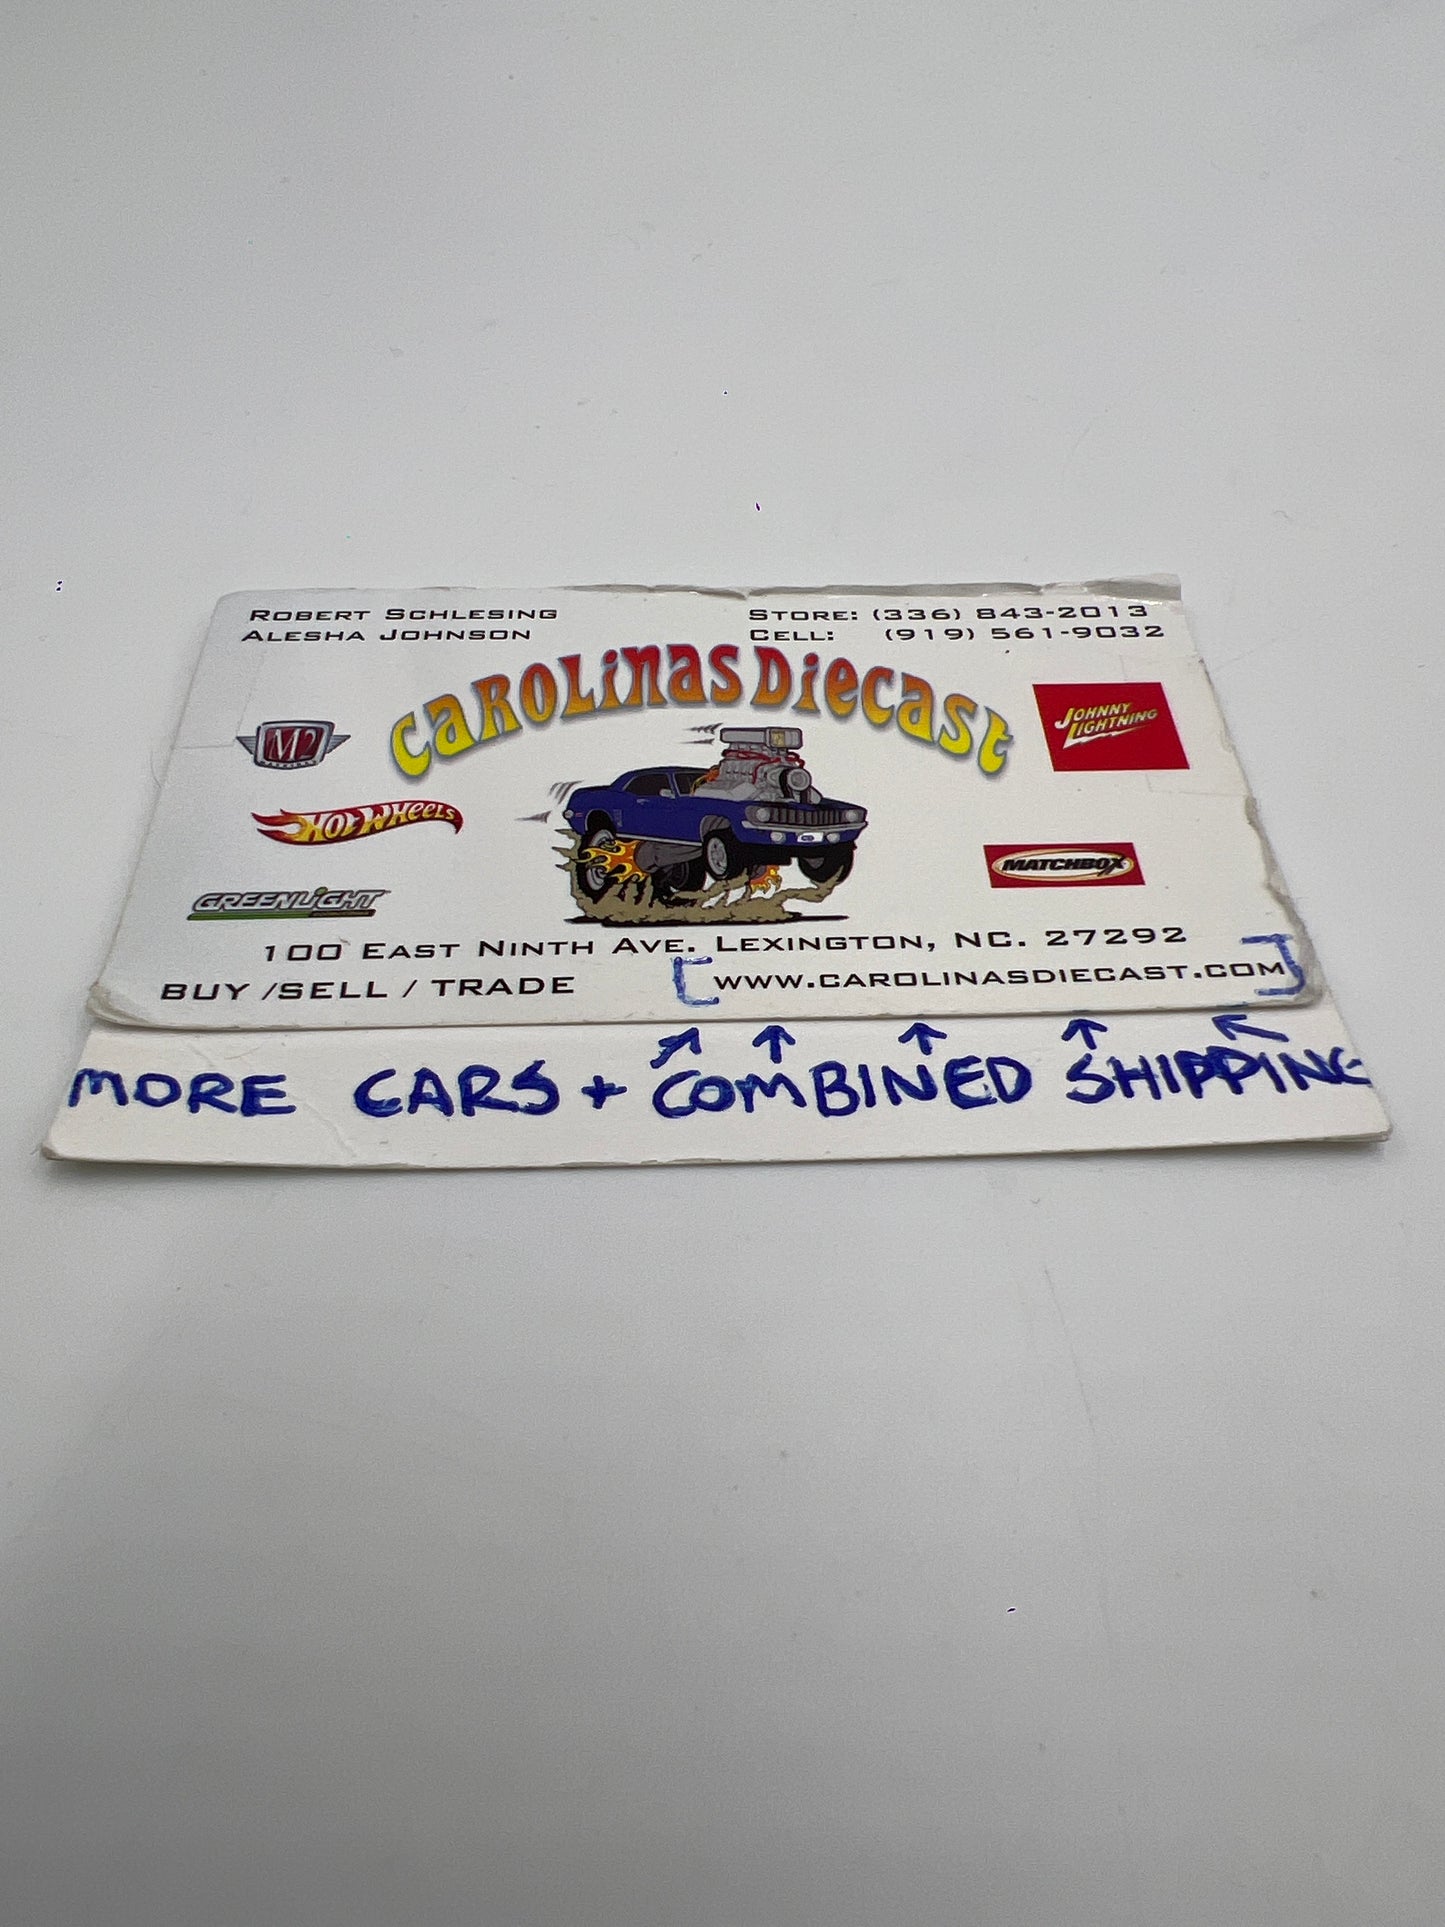 ROBERT SCHLESING
ALESHA JOHNSON
STORE: (336) 843-2013
CELL: (919) 561-9032
CAROLINAS DIECAST
M2
JOHNNY
LIGHTNING
HOT WHEELS
MATCHBOX
GREENLIGHT
100 EAST NINTH AVE. LEXINGTON, NC. 27292
BUY /SELL / TRADE
[WWW.CAROLINASDIECAST.COM]
MORE CARS + COMBINED SHIPPING